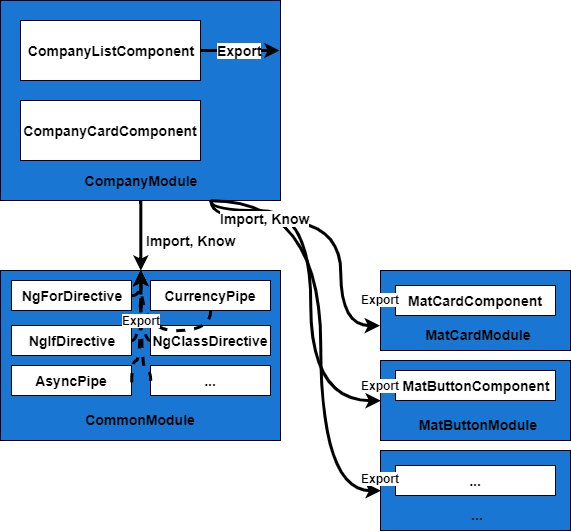 CompanyListComponent
Export
CompanyCardComponent
CompanyModule
Import, Know
Import, Know
NgForDirective
CurrencyPipe
Export
NgIfDirective
NgClassDirective
AsyncPipe
...
CommonModule
Export
MatCardComponent
MatCardModule
Export
MatButtonComponent
MatButtonModule
Export
...
...